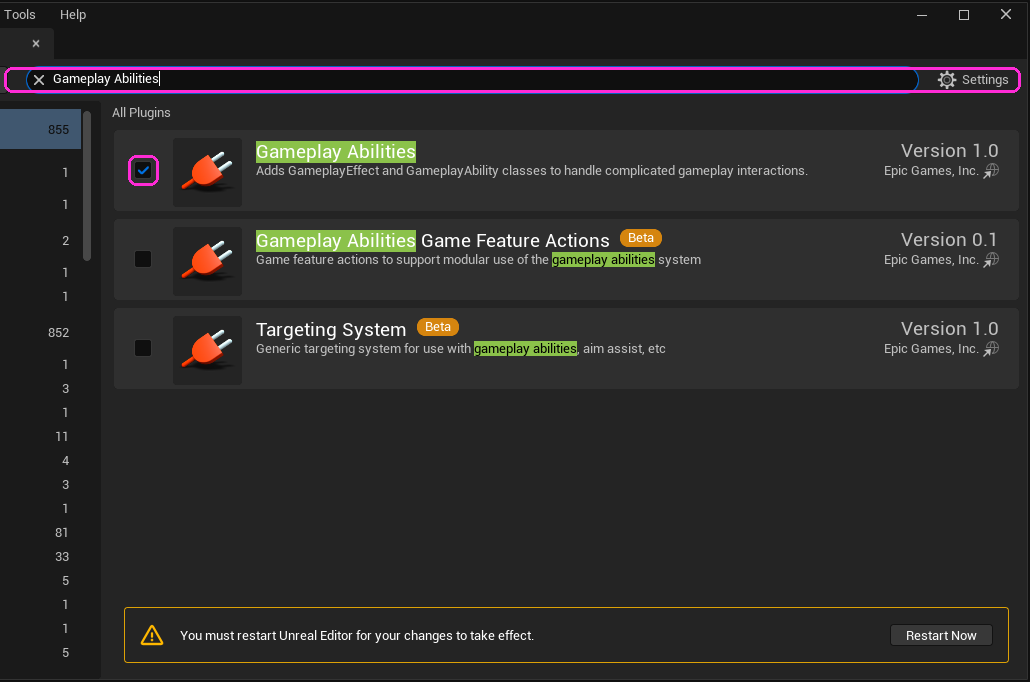 Tools Help
Gameplay Abilities Settings
All Plugins
855
1
1
2
1
1
852
1
3
1
11
4
3
1
81
33
5
1
1
5
Gameplay Abilities Version 1.0
Adds GameplayEffect and GameplayAbility classes to handle complicated gameplay interactions. Epic Games, Inc.
Gameplay Abilities Game Feature Actions Beta Version 0.1
Game feature actions to support modular use of the gameplay abilities system Epic Games, Inc.
Targeting System Beta Version 1.0
Generic targeting system for use with gameplay abilities, aim assist, etc Epic Games, Inc.
You must restart Unreal Editor for your changes to take effect. Restart Now